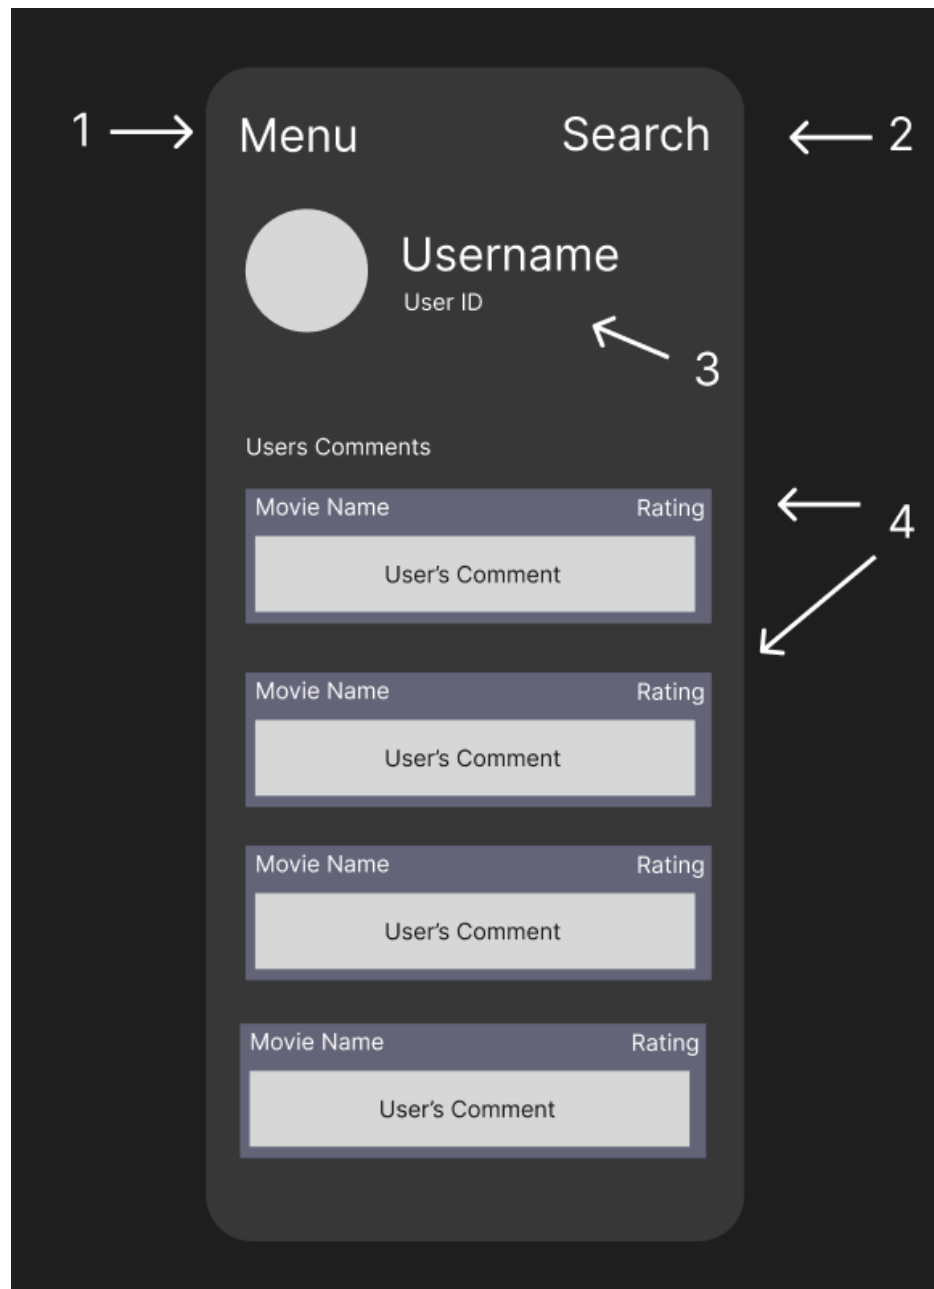 1 Menu Search 2
Username
User ID
3
Users Comments
Movie Name Rating
4
User's Comment
Movie Name Rating
User's Comment
Movie Name Rating
User's Comment
Movie Name Rating
User's Comment